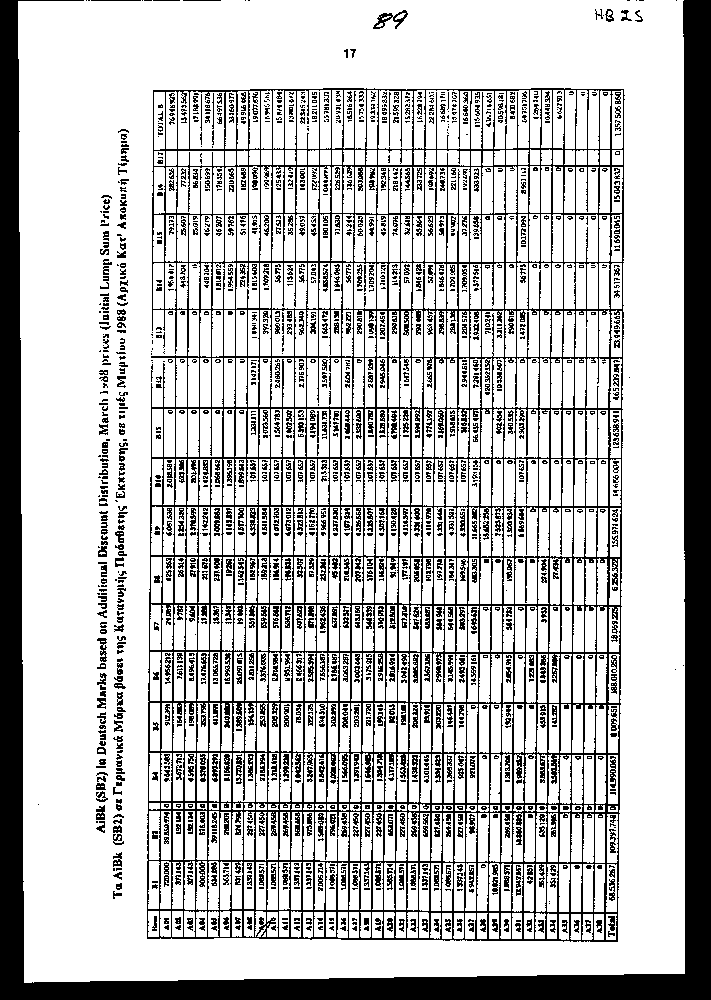 89
HB 2S
17
AiBk (SB2) in Deutsch Marks based on Additional Discount Distribution, March 1988 prices (Initial Lump Sum Price)
Τα AiBk (SB2) σε Γερμανικά Μάρκα βάσει της Κατανομής Πρόσθετης Έκπτωσης, σε τιμές Μαρτίου 1988 (Αρχικό Κατ' Αποκοπή Τίμημα)
Item B1 B2 B4 B5 B6 B7 B8 B9 B10 B11 B12 B13 B14 B15 B16 B17 TOTAL B
A01 720.000 39.850.974 0 9.643.583 912.391 14.956.212 24.059 425.363 6.081.538 2.018.584 0 0 0 1.954.412 79.173 282.636 76.948.925
A02 377.143 192.134 0 3.672.713 154.883 7.611.139 9.787 26.514 2.254.320 623.386 0 0 0 448.704 25.607 77.232 15.473.562
A03 377.143 192.134 0 4.595.750 198.089 8.496.413 9.604 27.910 2.378.599 801.496 0 0 0 0 25.019 86.834 17.188.991
A04 900.000 576.403 0 8.370.055 353.795 17.476.653 17.288 211.675 4.142.242 1.424.883 0 0 0 448.704 46.279 150.699 34.118.676
A05 634.286 39.118.245 0 6.893.293 411.891 13.065.728 15.367 237.408 3.009.883 1.068.662 0 0 0 1.818.012 46.207 178.554 66.497.536
A06 565.714 288.201 0 8.166.820 340.080 15.993.538 11.342 19.261 4.145.837 1.395.198 0 0 0 1.954.559 59.762 220.665 33.160.977
A07 831.429 824.796 0 13.720.831 1.389.509 25.091.815 19.483 1.162.545 4.517.700 1.899.843 0 0 0 224.352 51.476 182.689 49.916.468
A08 1.337.143 227.450 0 1.386.293 154.159 2.811.258 557.895 182.967 4.338.823 107.657 1.331.111 3.147.171 1.440.341 1.815.603 41.915 198.090 19.077.876
A09 1.088.571 227.450 0 2.185.194 253.855 3.376.005 659.665 159.313 4.511.584 107.657 2.023.560 0 397.320 1.709.218 46.200 199.969 16.945.561
A10 1.088.571 269.458 0 1.315.418 203.329 2.818.984 576.668 186.914 4.072.703 107.657 1.564.783 2.480.265 980.013 56.775 27.513 125.433 15.874.484
A11 1.088.571 269.458 0 1.399.238 200.901 2.951.964 536.712 196.835 4.073.012 107.657 2.402.507 0 293.488 113.624 35.286 132.419 13.801.672
A12 1.337.143 868.658 0 4.042.562 78.034 2.466.317 607.623 32.507 4.323.513 107.657 5.393.153 2.376.903 962.340 56.775 49.057 143.001 22.845.243
A13 1.337.143 975.886 0 3.247.965 122.135 2.585.394 871.898 87.329 4.152.770 107.657 4.194.089 0 304.191 57.043 45.453 122.092 18.211.045
A14 2.005.714 1.589.088 0 8.842.416 434.510 7.556.187 1.962.436 232.361 9.966.951 215.313 11.631.731 3.597.580 1.663.472 4.858.574 180.105 1.044.899 55.781.337
A15 1.088.571 296.021 0 4.028.403 102.893 2.786.487 637.891 45.402 4.237.830 107.657 5.167.701 0 288.138 1.846.085 71.830 226.529 20.931.438
A16 1.088.571 269.458 0 1.566.095 208.044 3.063.287 632.577 210.545 4.107.934 107.657 3.460.440 2.604.787 962.221 56.775 41.244 136.629 18.516.264
A17 1.088.571 227.450 0 1.391.943 203.201 3.003.665 613.160 207.342 4.325.558 107.657 2.332.600 0 290.818 1.709.255 50.025 203.088 15.754.333
A18 1.337.143 227.450 0 1.646.985 211.720 3.175.215 546.339 176.104 4.325.507 107.657 1.840.787 2.687.939 1.098.139 1.709.204 44.991 198.982 19.334.162
A19 1.088.571 227.450 0 1.334.718 199.145 2.916.258 570.973 116.824 4.307.768 107.657 1.525.680 2.945.046 1.207.454 1.710.121 45.819 192.348 18.495.832
A20 1.585.714 653.071 0 4.117.109 92.015 2.816.924 512.508 91.949 4.130.428 107.657 6.790.404 0 290.818 114.213 74.076 218.442 21.595.328
A21 1.088.571 227.450 0 1.563.428 198.181 3.042.490 677.310 177.197 4.114.597 107.657 1.725.228 1.617.548 508.500 57.032 32.618 144.565 15.282.372
A22 1.088.571 269.458 0 1.438.323 208.324 3.005.882 547.624 206.858 4.331.600 107.657 2.594.992 0 293.488 1.846.428 55.864 233.725 16.228.794
A23 1.337.143 659.562 0 4.101.445 93.916 2.567.186 483.887 102.798 4.114.978 107.657 4.774.192 2.665.978 963.457 57.091 56.623 198.692 22.284.605
A24 1.088.571 227.450 0 1.334.823 203.220 2.998.973 584.968 197.778 4.331.646 107.657 3.169.060 0 298.839 1.846.478 58.973 240.734 16.689.170
A25 1.088.571 269.458 0 1.368.337 146.487 3.145.991 644.568 184.317 4.331.521 107.657 1.918.615 0 288.138 1.709.985 49.902 221.160 15.474.707
A26 1.337.143 227.450 0 925.047 144.798 2.493.081 503.297 169.596 4.330.651 107.657 316.532 2.944.511 1.201.576 1.709.054 37.276 192.691 16.640.360
A27 6.942.857 98.907 0 921.074 0 14.559.161 4.645.631 683.305 11.665.382 3.193.156 56.435.497 7.281.460 3.932.408 4.572.516 139.658 533.923 115.604.935
A28 0 0 0 0 0 0 0 0 15.652.258 0 0 420.352.152 710.241 0 0 0 436.714.651
A29 18.821.985 0 0 0 0 0 0 0 7.523.873 0 402.454 10.538.507 3.311.362 0 0 0 40.598.181
A30 1.088.571 269.458 0 1.313.708 192.944 2.854.915 584.732 195.067 1.300.934 0 340.535 0 290.818 0 0 0 8.431.682
A31 12.942.857 18.880.895 0 2.989.252 0 0 0 6.869.684 107.657 2.303.290 0 1.472.085 56.775 10.172.094 8.957.117 64.751.706
A32 42.857 0 0 0 1.221.883 0 0 0 0 0 0 0 0 0 1.264.740
A33 351.429 635.120 0 3.883.677 455.915 4.843.356 3.933 274.904 0 0 0 0 0 0 0 0 10.448.334
A34 351.429 261.305 0 3.583.569 141.287 2.257.889 0 27.434 0 0 0 0 0 0 0 0 6.622.913
A35 0 0 0 0 0 0 0 0 0 0 0 0 0 0 0 0 0
A36 0 0 0 0 0 0 0 0 0 0 0 0 0 0 0 0 0
A37 0 0 0 0 0 0 0 0 0 0 0 0 0 0 0 0 0
A38 0 0 0 0 0 0 0 0 0 0 0 0 0 0 0 0 0
Total 68.536.267 109.397.748 0 114.990.067 8.009.651 188.010.250 18.069.225 6.256.322 155.971.624 14.686.004 123.638.941 465.239.847 23.449.665 34.517.367 11.690.045 15.043.837 0 1.357.506.860